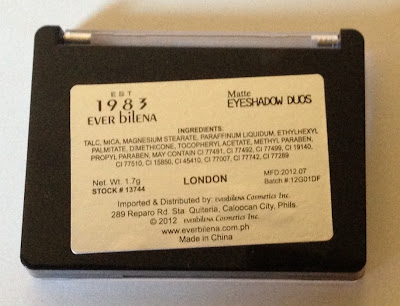 EST
1983
EVER biLENA
Matte
EYESHADOW DUOS
INGREDIENTS:
TALC, MICA, MAGNESIUM STEARATE, PARAFFINUM LIQUIDUM, ETHYLHEXYL
PALMITATE, DIMETHICONE, TOCOPHERYL ACETATE, METHYL PARABEN,
PROPYL PARABEN, MAY CONTAIN CI 77491, CI 77492, CI 77499, CI 19140,
CI 77510, CI 15850, CI 45410, CI 77007, CI 77742, CI 77289
Net. Wt. 1.7g
STOCK # 13744
LONDON
MFD:2012.07
Batch #:12G01DF
Imported & Distributed by: everbilena Cosmetics Inc.
289 Reparo Rd. Sta. Quiteria, Caloocan City, Phils.
© 2012 everbilena Cosmetics Inc.
www.everbilena.com.ph
Made in China